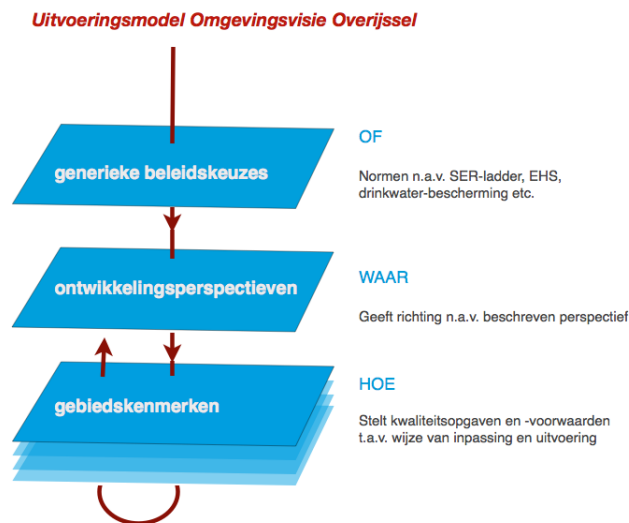 Uitvoeringsmodel Omgevingsvisie Overijssel
generieke beleidskeuzes
OF
Normen n.a.v. SER-ladder, EHS,
drinkwater-bescherming etc.
ontwikkelingsperspectieven
WAAR
Geeft richting n.a.v. beschreven perspectief
gebiedskenmerken
HOE
Stelt kwaliteitsopgaven en -voorwaarden
t.a.v. wijze van inpassing en uitvoering